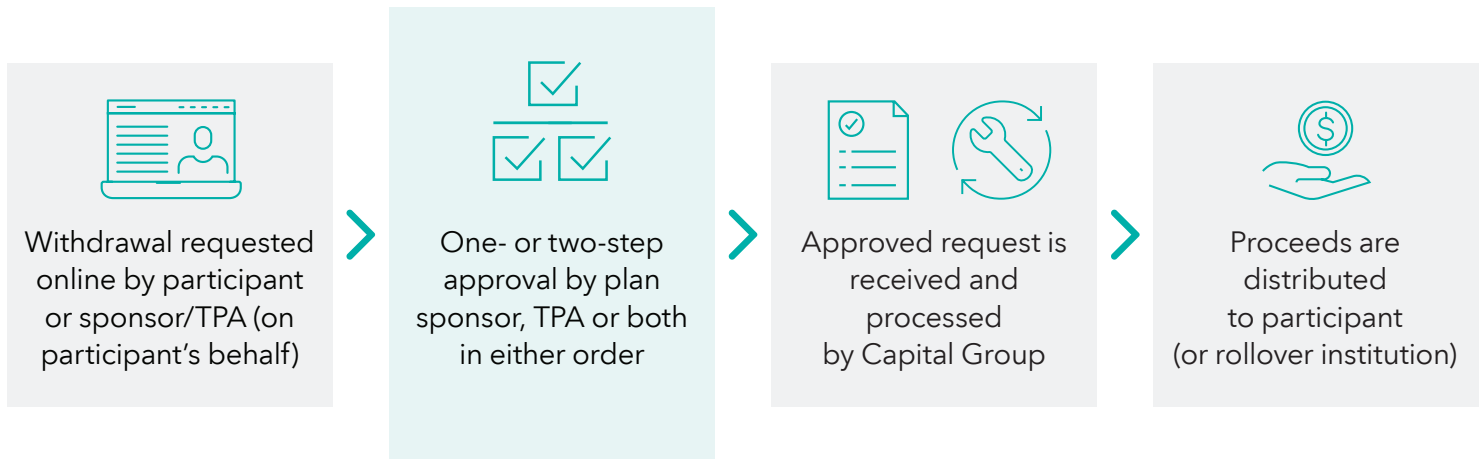 Withdrawal requested
online by participant
or sponsor/TPA (on
participant’s behalf)
One- or two-step
approval by plan
sponsor, TPA or both
in either order
Approved request is
received and
processed
by Capital Group
Proceeds are
distributed
to participant
(or rollover institution)